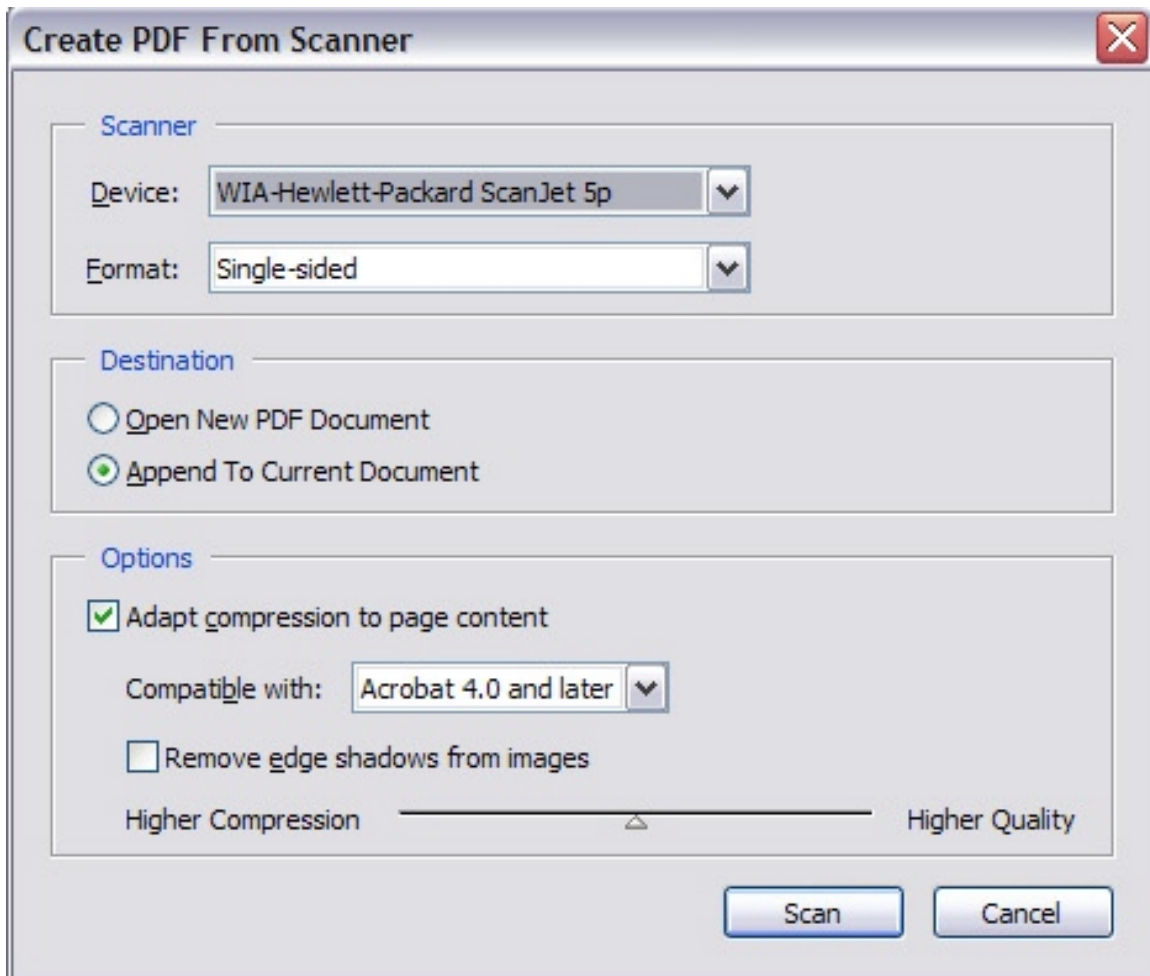 Create PDF From Scanner
Scanner
Device: WIA-Hewlett-Packard ScanJet 5p
Format: Single-sided
Destination
Open New PDF Document
Append To Current Document
Options
Adapt compression to page content
Compatible with: Acrobat 4.0 and later
Remove edge shadows from images
Higher Compression Higher Quality
Scan Cancel